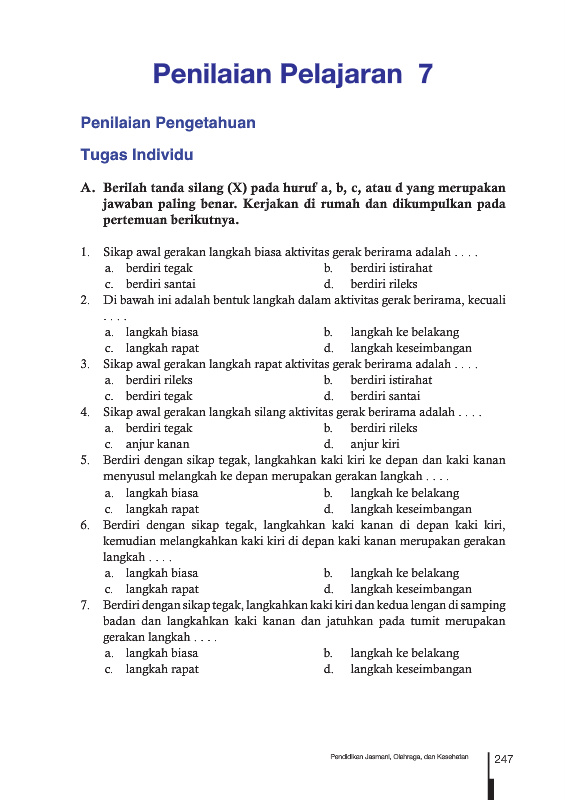 Penilaian Pelajaran 7
Penilaian Pengetahuan
Tugas Individu
A. Berilah tanda silang (X) pada huruf a, b, c, atau d yang merupakan
jawaban paling benar. Kerjakan di rumah dan dikumpulkan pada
pertemuan berikutnya.
1. Sikap awal gerakan langkah biasa aktivitas gerak berirama adalah . . . .
a. berdiri tegak b. berdiri istirahat
c. berdiri santai d. berdiri rileks
2. Di bawah ini adalah bentuk langkah dalam aktivitas gerak berirama, kecuali
. . . .
a. langkah biasa b. langkah ke belakang
c. langkah rapat d. langkah keseimbangan
3. Sikap awal gerakan langkah rapat aktivitas gerak berirama adalah . . . .
a. berdiri rileks b. berdiri istirahat
c. berdiri tegak d. berdiri santai
4. Sikap awal gerakan langkah silang aktivitas gerak berirama adalah . . . .
a. berdiri tegak b. berdiri rileks
c. anjur kanan d. anjur kiri
5. Berdiri dengan sikap tegak, langkahkan kaki kiri ke depan dan kaki kanan
menyusul melangkah ke depan merupakan gerakan langkah . . . .
a. langkah biasa b. langkah ke belakang
c. langkah rapat d. langkah keseimbangan
6. Berdiri dengan sikap tegak, langkahkan kaki kanan di depan kaki kiri,
kemudian melangkahkan kaki kiri di depan kaki kanan merupakan gerakan
langkah . . . .
a. langkah biasa b. langkah ke belakang
c. langkah rapat d. langkah keseimbangan
7. Berdiri dengan sikap tegak, langkahkan kaki kiri dan kedua lengan di samping
badan dan langkahkan kaki kanan dan jatuhkan pada tumit merupakan
gerakan langkah . . . .
a. langkah biasa b. langkah ke belakang
c. langkah rapat d. langkah keseimbangan
Pendidikan Jasmani, Olehraga, dan Kesehatan 247